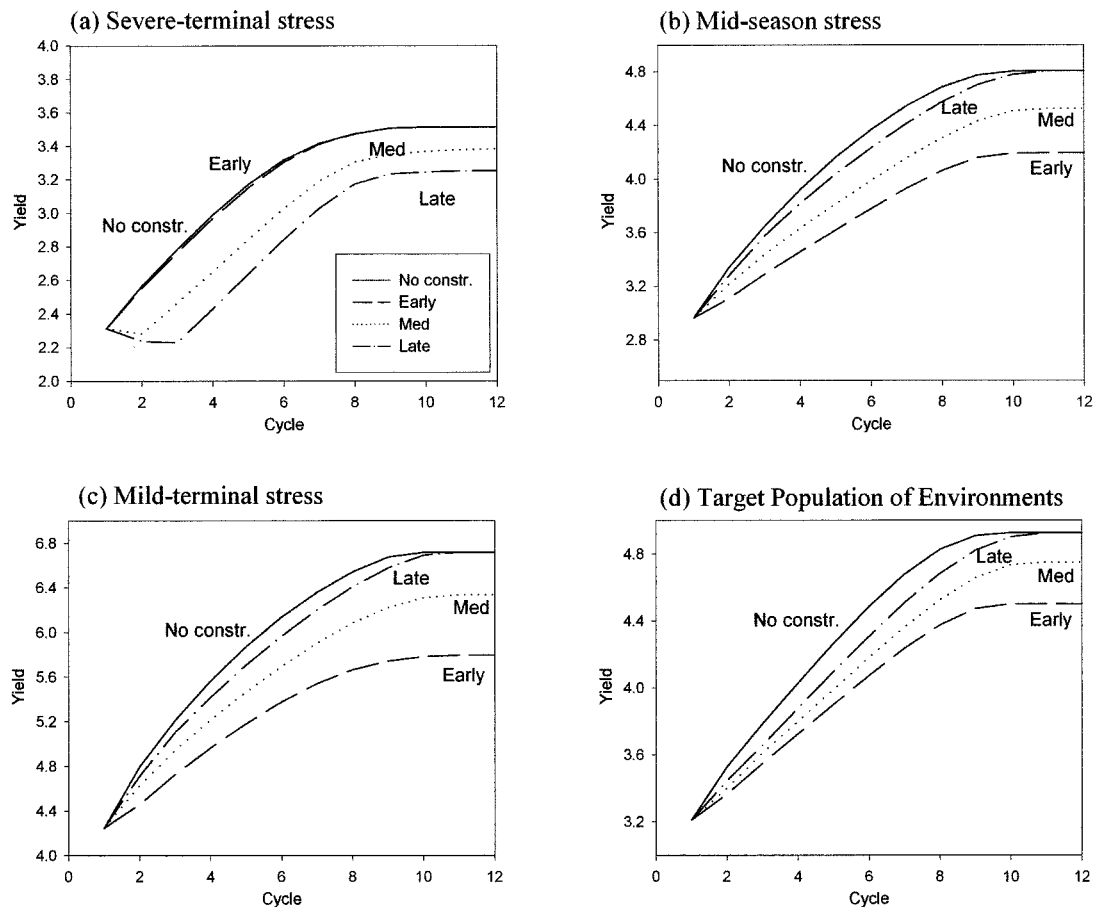 (a) Severe-terminal stress
4.0
3.8
3.6
3.4
3.2
3.0
2.8
2.6
2.4
2.2
2.0
Yield
Early
Med
No constr.
Late
No constr.
Early
Med
Late
0 2 4 6 8 10 12
Cycle
(b) Mid-season stress
4.8
4.4
4.0
3.6
3.2
2.8
Yield
Late
Med
No constr.
Early
0 2 4 6 8 10 12
Cycle
(c) Mild-terminal stress
6.8
6.4
6.0
5.6
5.2
4.8
4.4
4.0
Yield
Late
Med
No constr.
Early
0 2 4 6 8 10 12
Cycle
(d) Target Population of Environments
4.8
4.4
4.0
3.6
3.2
Yield
Late
Med
No constr.
Early
0 2 4 6 8 10 12
Cycle